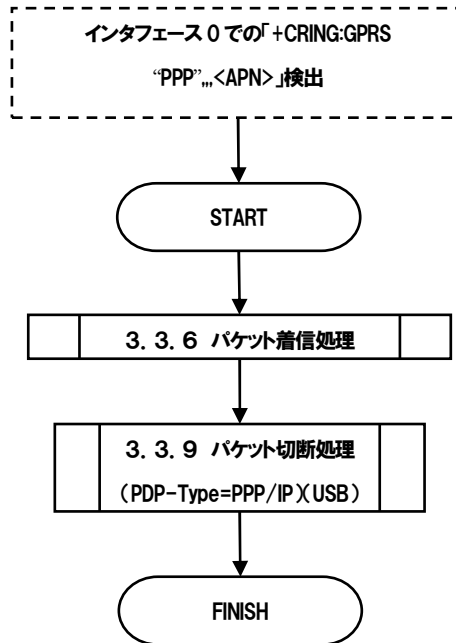 インタフェース 0 での「+CRING:GPRS
“PPP”,,,<APN>」検出
START
3．3．6 パケット着信処理
3．3．9 パケット切断処理
(PDP-Type=PPP/IP)(USB)
FINISH